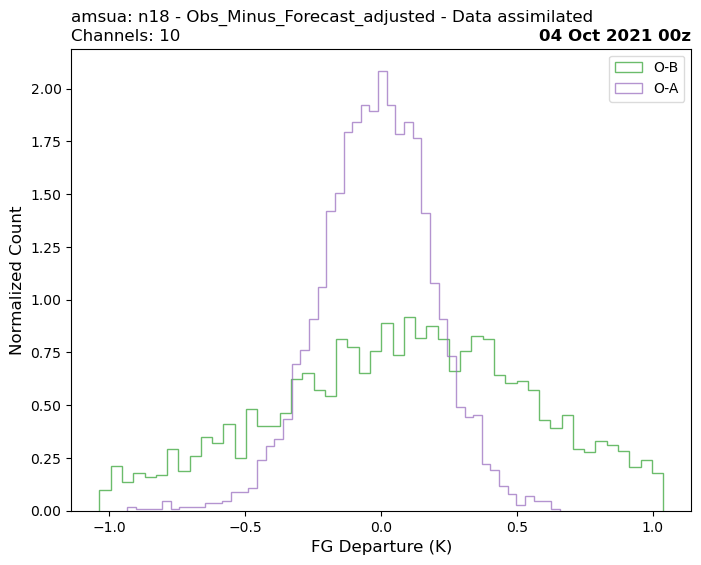 amsua: n18 - Obs_Minus_Forecast_adjusted - Data assimilated
Channels: 10 04 Oct 2021 00z
O-B
O-A
2.00
1.75
1.50
1.25
1.00
0.75
0.50
0.25
0.00
Normalized Count
−1.0 −0.5 0.0 0.5 1.0
FG Departure (K)